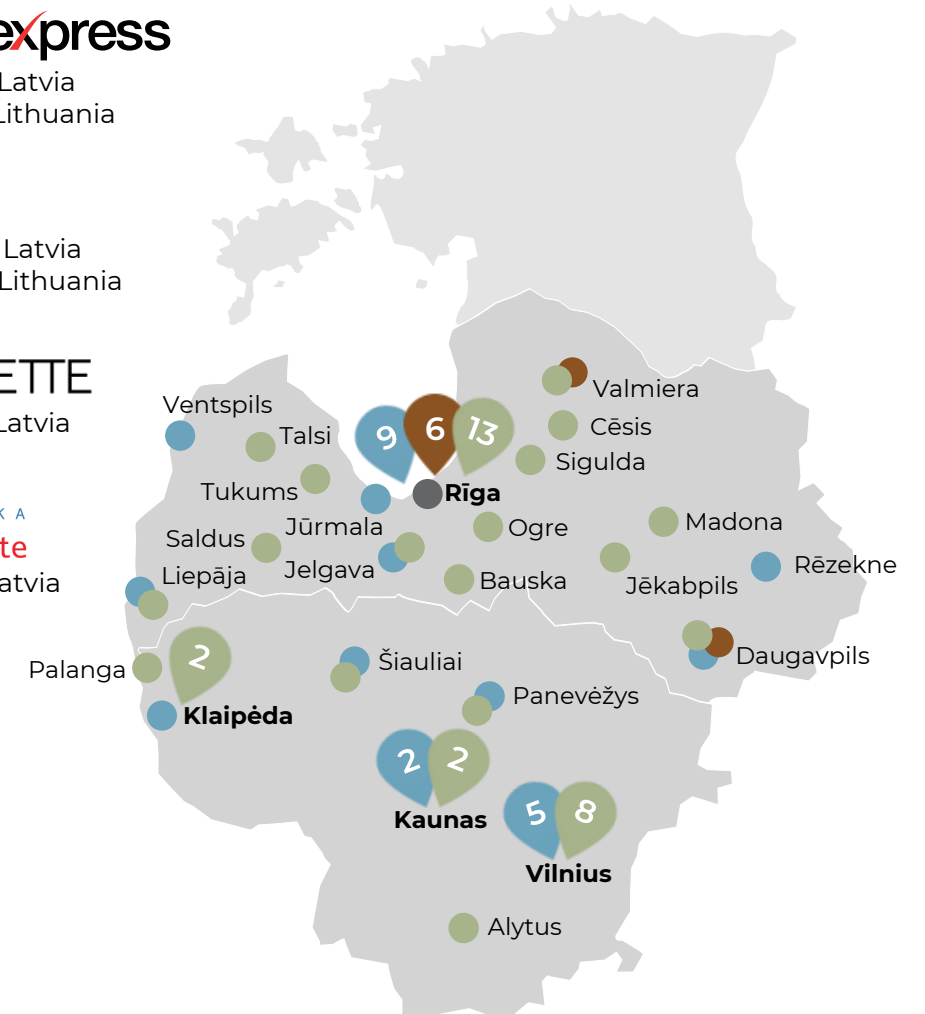 express
Latvia
Lithuania
Latvia
Lithuania
ETTE
Latvia
K A
te
atvia
Ventspils
Talsi
Tukums
Jūrmala
Saldus
Jelgava
Liepāja
9
6
13
Rīga
Valmiera
Cēsis
Sigulda
Ogre
Madona
Bauska
Jēkabpils
Rēzekne
Daugavpils
Palanga
2
Klaipėda
Šiauliai
Panevėžys
2
2
Kaunas
5
8
Vilnius
Alytus